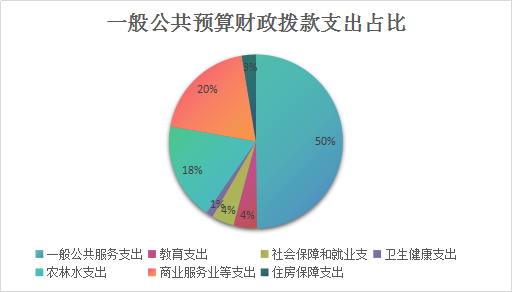 一般公共预算财政拨款支出占比
3%
20%
50%
18%
1%
4%
4%
一般公共服务支出 教育支出 社会保障和就业支 卫生健康支出
农林水支出 商业服务业等支出 住房保障支出